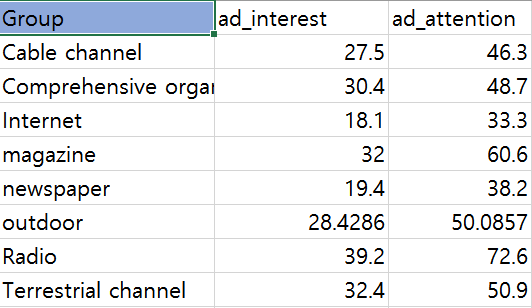 Group ad_interest ad_attention
Cable channel 27.5 46.3
Comprehensive organ 30.4 48.7
Internet 18.1 33.3
magazine 32 60.6
newspaper 19.4 38.2
outdoor 28.4286 50.0857
Radio 39.2 72.6
Terrestrial channel 32.4 50.9